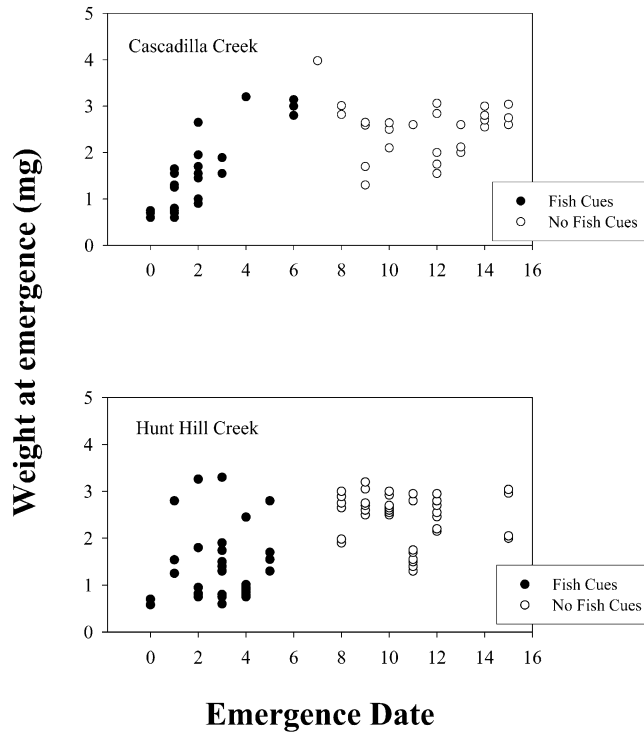 Cascadilla Creek
5
4
3
2
1
0
Fish Cues
No Fish Cues
0 2 4 6 8 10 12 14 16
Weight at emergence (mg)
Hunt Hill Creek
5
4
3
2
1
0
Fish Cues
No Fish Cues
0 2 4 6 8 10 12 14 16
Emergence Date